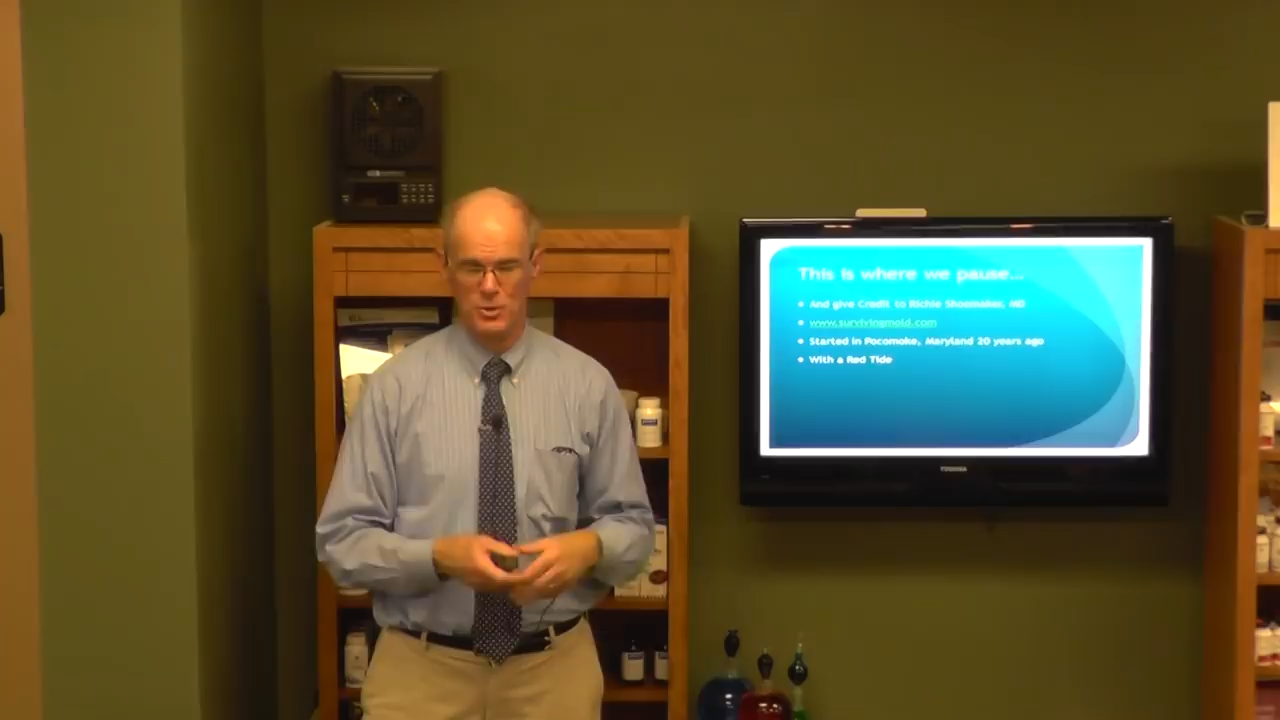 This is where we pause...
And give Credit to Richie Shoemaker, MD
www.survivingmold.com
Started in Pocomoke, Maryland 20 years ago
With a Red Tide
TOSHIBA